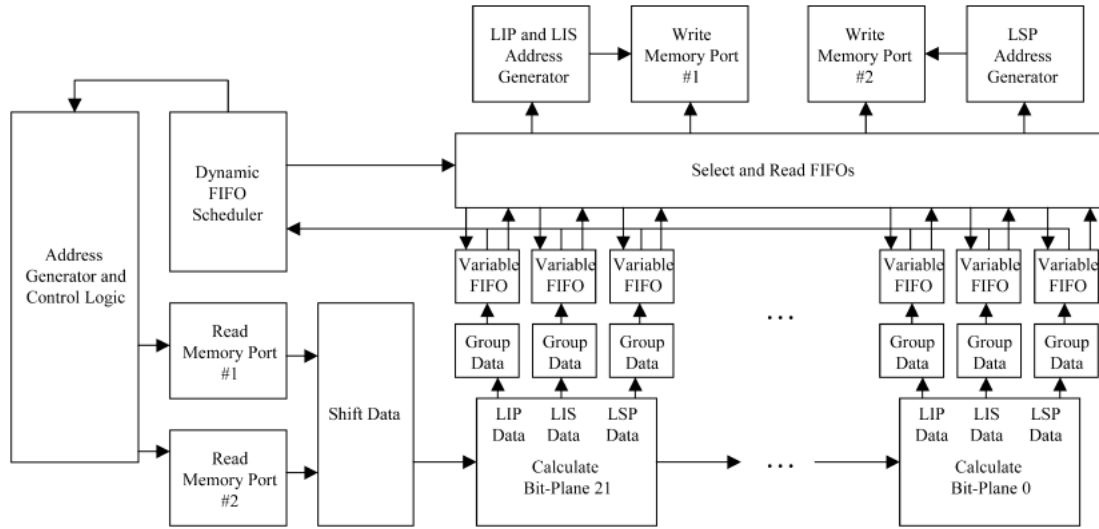 LIP and LIS
Address
Generator
Write
Memory Port
#1
Write
Memory Port
#2
LSP
Address
Generator
Dynamic
FIFO
Scheduler
Select and Read FIFOs
Address
Generator and
Control Logic
Variable
FIFO
Variable
FIFO
Variable
FIFO
Variable
FIFO
Variable
FIFO
Variable
FIFO
...
Group
Data
Group
Data
Group
Data
Group
Data
Group
Data
Group
Data
Read
Memory Port
#1
Read
Memory Port
#2
Shift Data
LIP
Data
LIS
Data
LSP
Data
Calculate
Bit-Plane 21
...
LIP
Data
LIS
Data
LSP
Data
Calculate
Bit-Plane 0